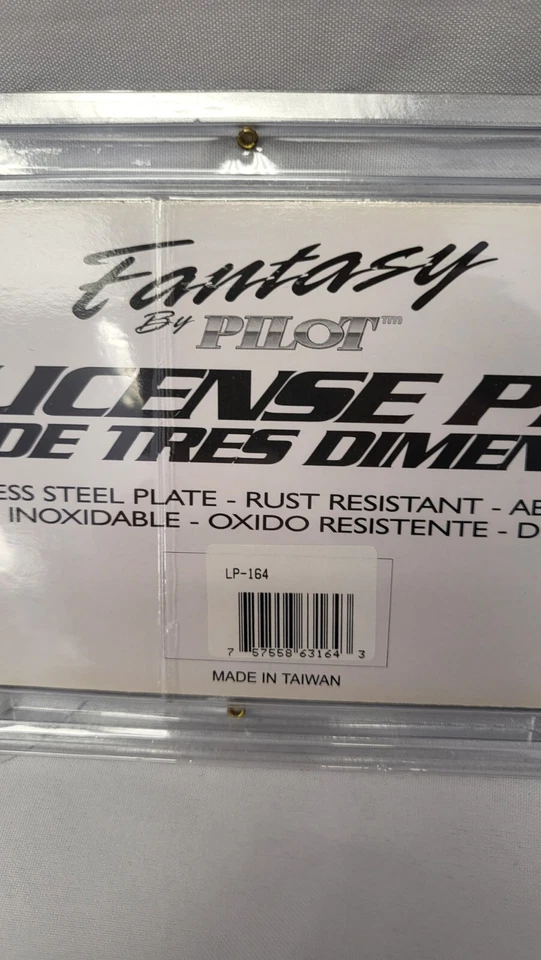 Fantasy
By PILOT™
LICENSE P
DE TRES DIMEN
ESS STEEL PLATE - RUST RESISTANT - AB
INOXIDABLE - OXIDO RESISTENTE - D
LP-164
7 57558 63164 3
MADE IN TAIWAN